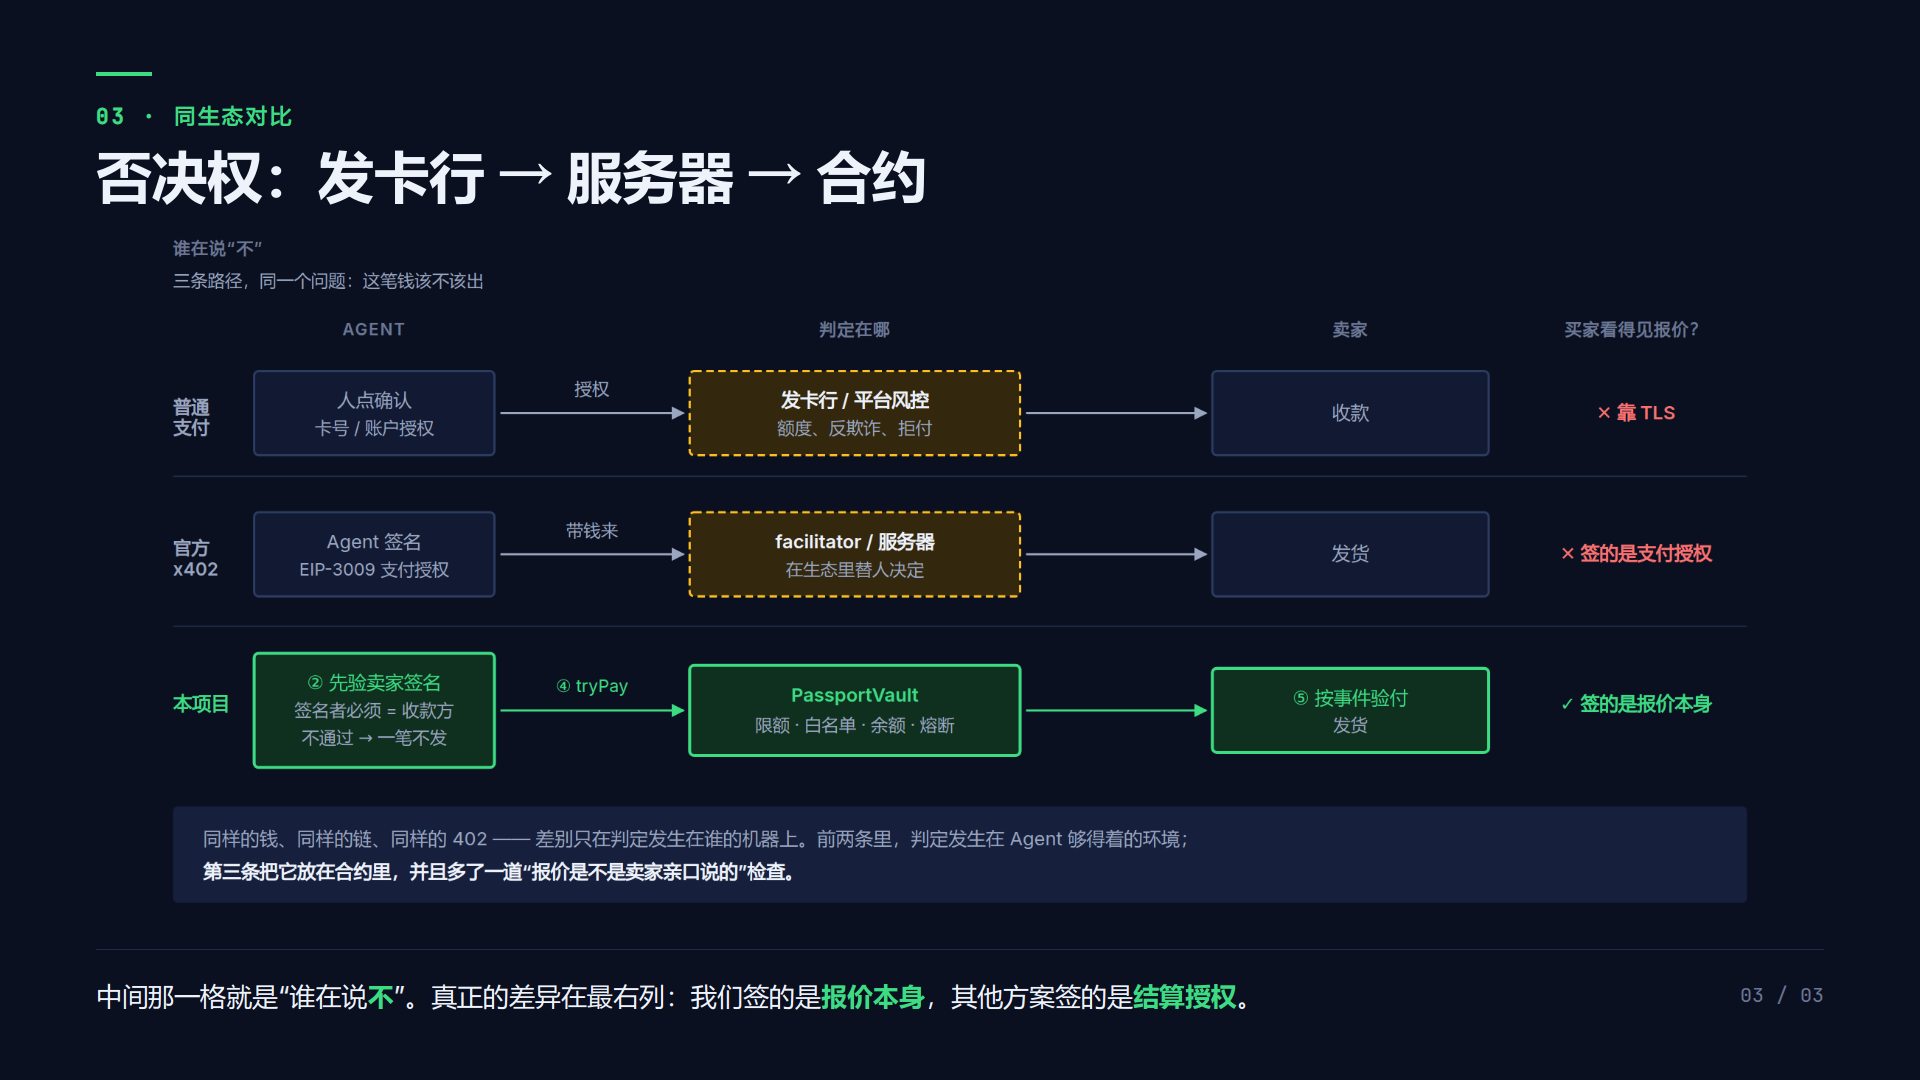 03 · 同生态对比
否决权：发卡行 → 服务器 → 合约
谁在说“不”
三条路径，同一个问题：这笔钱该不该出
AGENT
判定在哪
卖家
买家看得见报价？
普通
支付
人点确认
卡号 / 账户授权
授权
发卡行 / 平台风控
额度、反欺诈、拒付
收款
✕ 靠 TLS
官方
x402
Agent 签名
EIP-3009 支付授权
带钱来
facilitator / 服务器
在生态里替人决定
发货
✕ 签的是支付授权
本项目
② 先验卖家签名
签名者必须 = 收款方
不通过 → 一笔不发
④ tryPay
PassportVault
限额 · 白名单 · 余额 · 熔断
⑤ 按事件验付
发货
✓ 签的是报价本身
同样的钱、同样的链、同样的 402 —— 差别只在判定发生在谁的机器上。前两条里，判定发生在 Agent 够得着的环境；
第三条把它放在合约里，并且多了一道“报价是不是卖家亲口说的”检查。
中间那一格就是“谁在说不”。真正的差异在最右列：我们签的是报价本身，其他方案签的是结算授权。
03 / 03